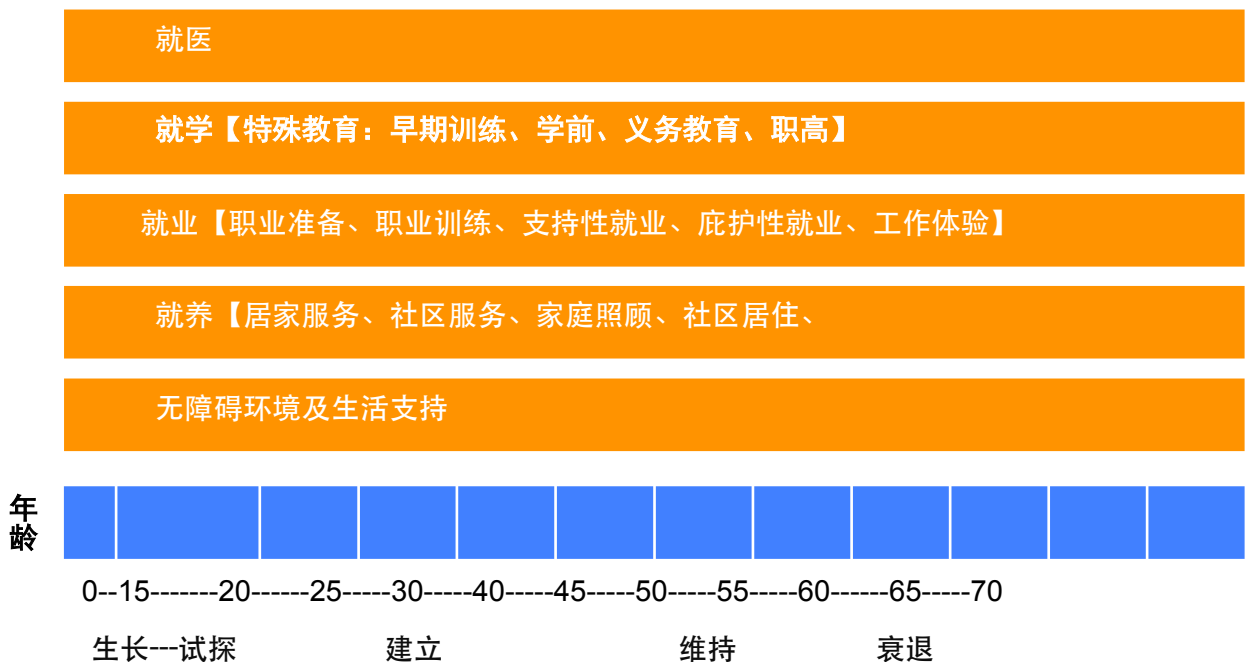 就医
就学【特殊教育：早期训练、学前、义务教育、职高】
就业【职业准备、职业训练、支持性就业、庇护性就业、工作体验】
就养【居家服务、社区服务、家庭照顾、社区居住、
无障碍环境及生活支持
年龄
0--15-------20------25-----30-----40-----45-----50-----55-----60------65-----70
生长---试探 建立 维持 衰退